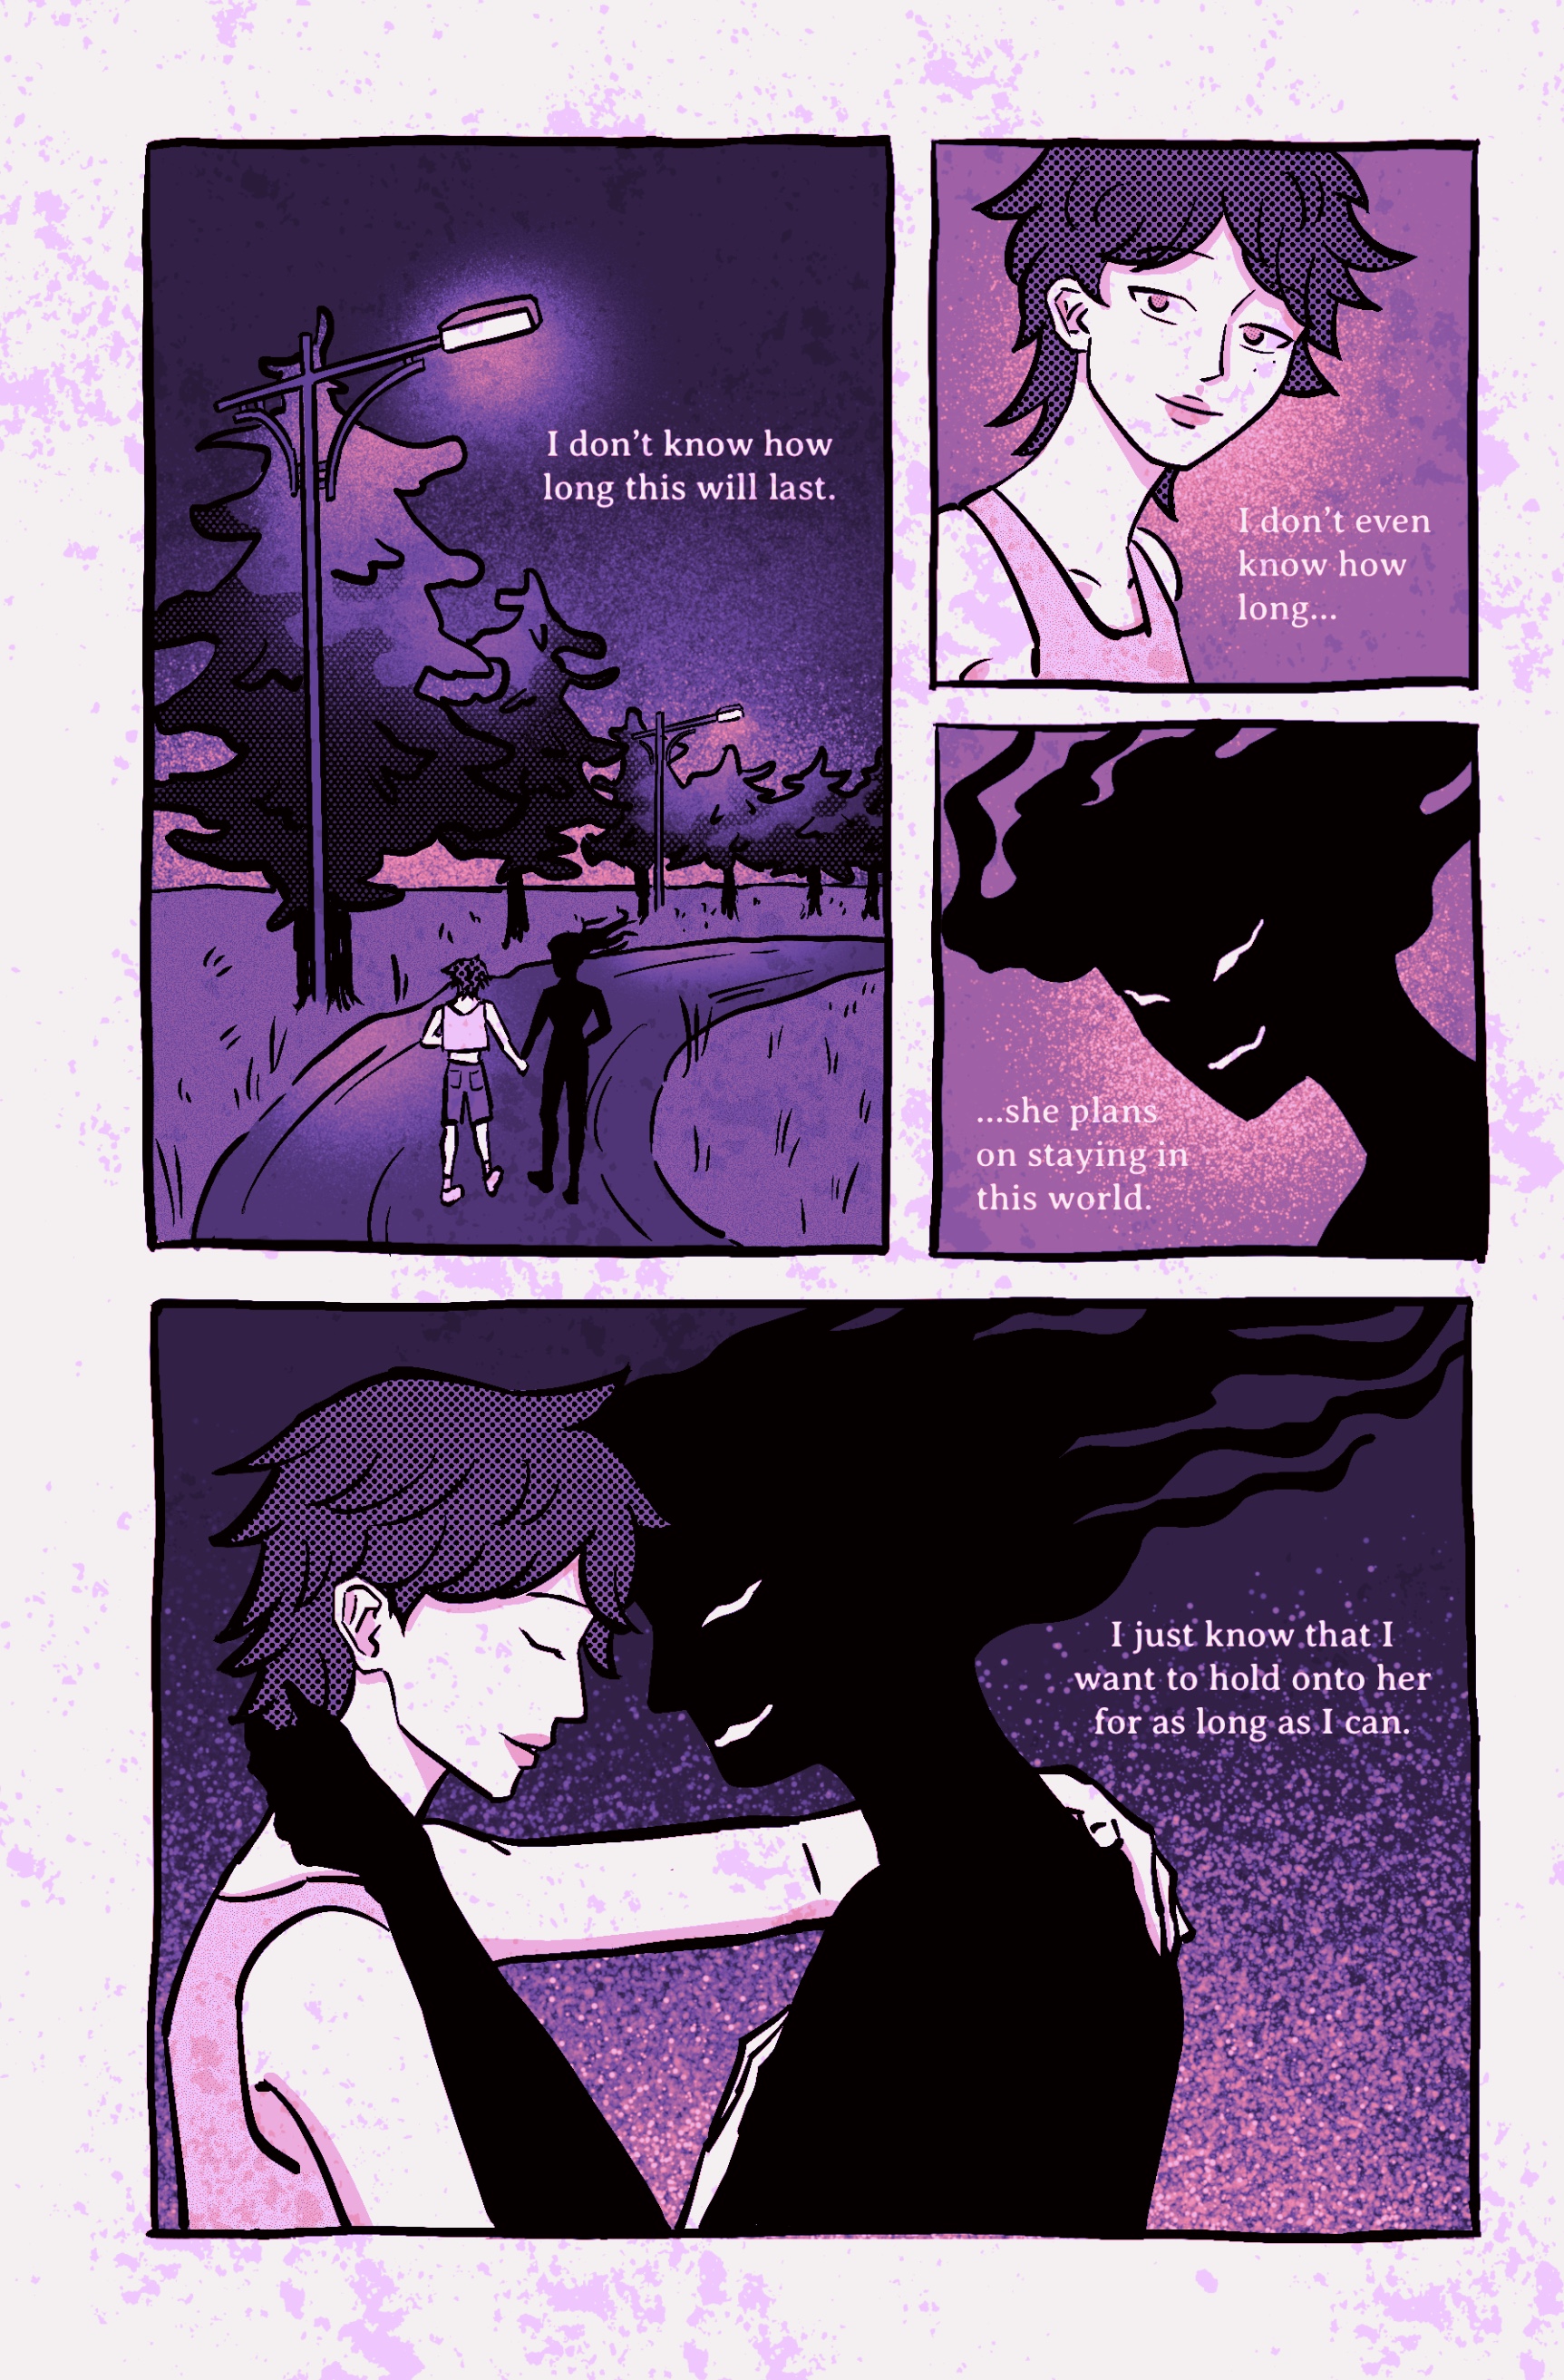 I don’t know how
long this will last.
I don’t even
know how
long...
...she plans
on staying in
this world.
I just know that I
want to hold onto her
for as long as I can.